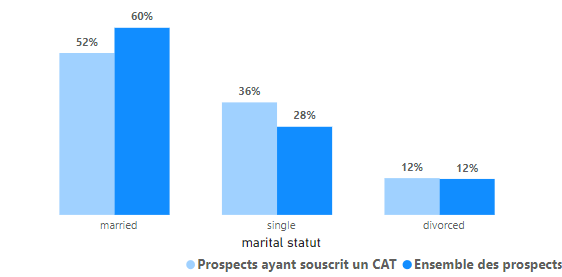 60%
52%
36%
28%
12%
12%
married
single
divorced
marital statut
Prospects ayant souscrit un CAT
Ensemble des prospects